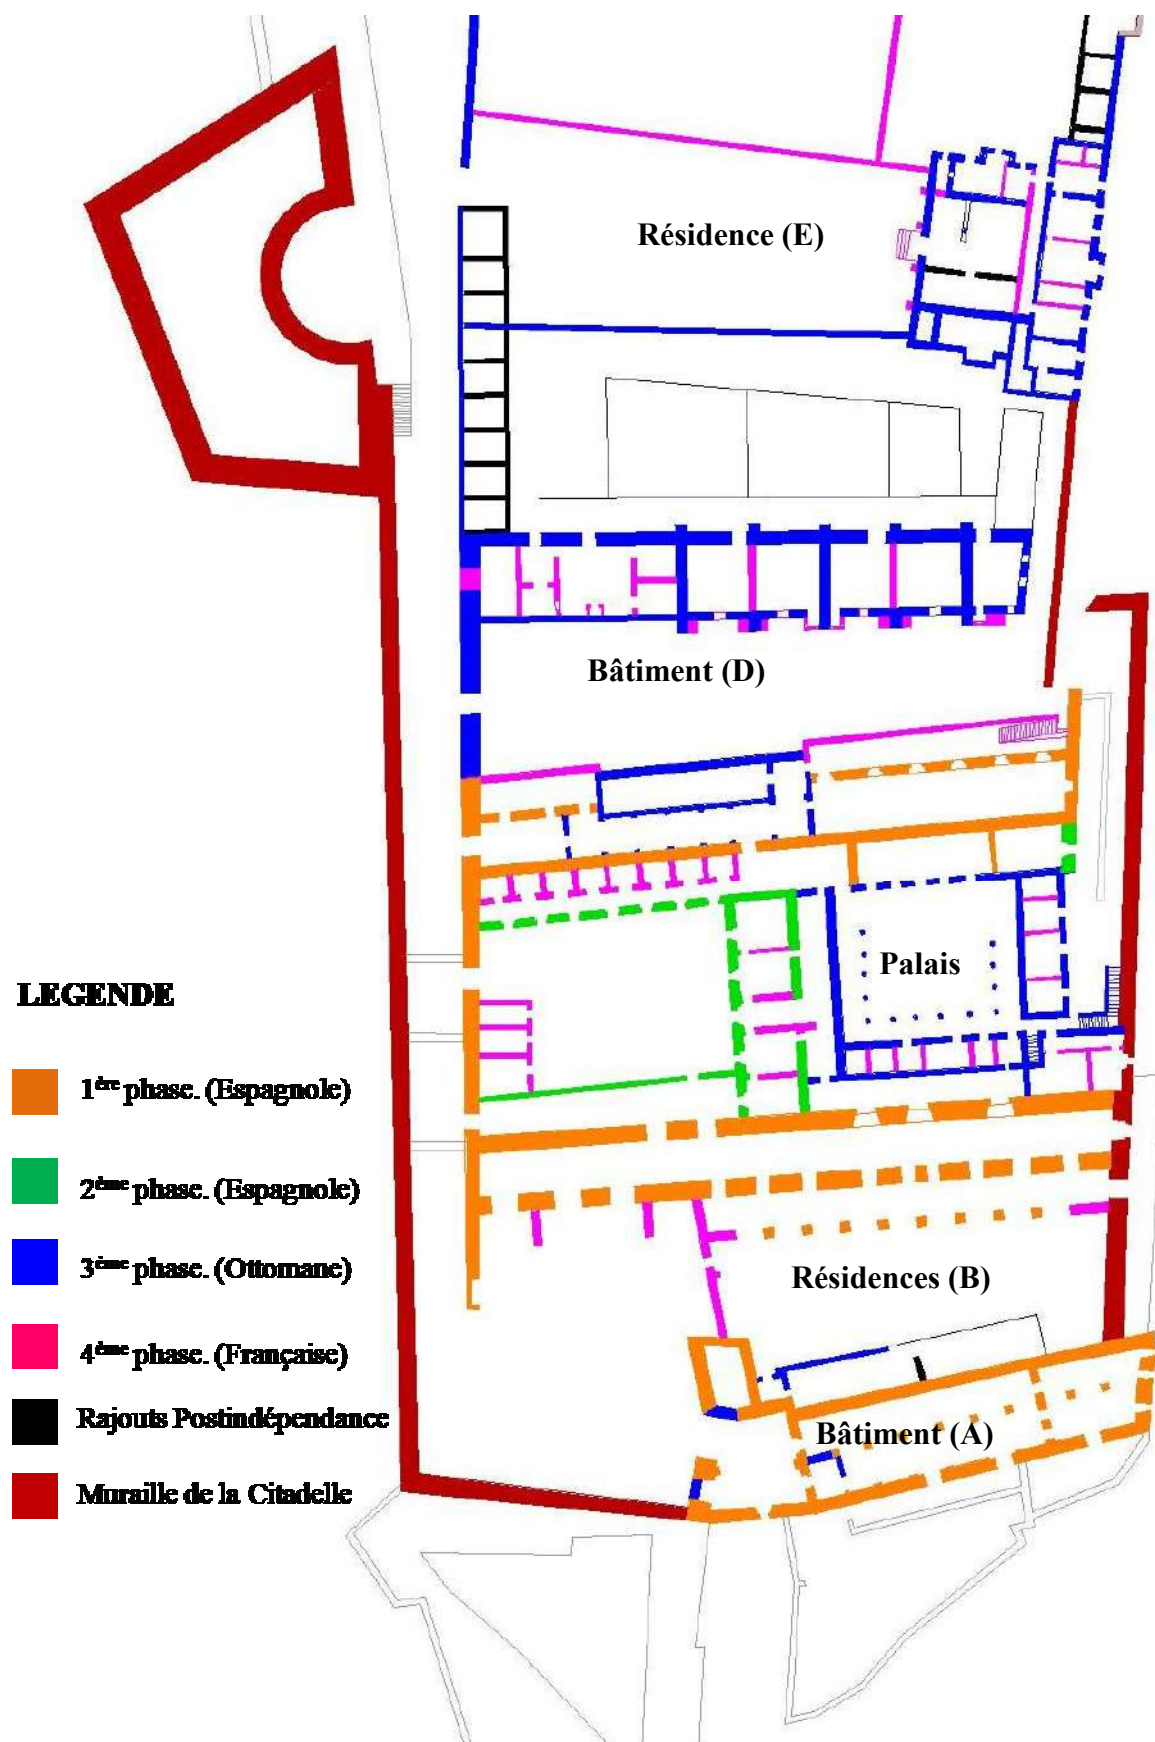 Résidence (E)
Bâtiment (D)
Palais
LEGENDE
1ère phase. (Espagnole)
2ème phase. (Espagnole)
3ème phase. (Ottomane)
4ème phase. (Française)
Rajouts Postindépendance
Muraille de la Citadelle
Résidences (B)
Bâtiment (A)